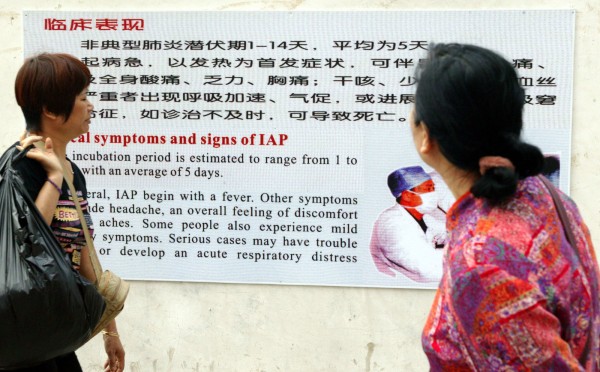 临床表现
非典型肺炎潜伏期1-14天，平均为5天
起病急，以发热为首发症状，可伴 痛、
全身酸痛、乏力、胸痛；干咳、少 血丝
严重者出现呼吸加速、气促，或进展 及窘
征，如诊治不及时，可导致死亡。
symptoms and signs of IAP
incubation period is estimated to range from 1 to
with an average of 5 days.
IAP begin with a fever. Other symptoms
headache, an overall feeling of discomfort
aches. Some people also experience mild
symptoms. Serious cases may have trouble
or develop an acute respiratory distress